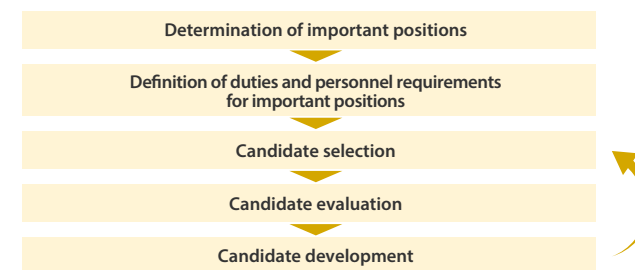 Determination of important positions
Definition of duties and personnel requirements
for important positions
Candidate selection
Candidate evaluation
Candidate development